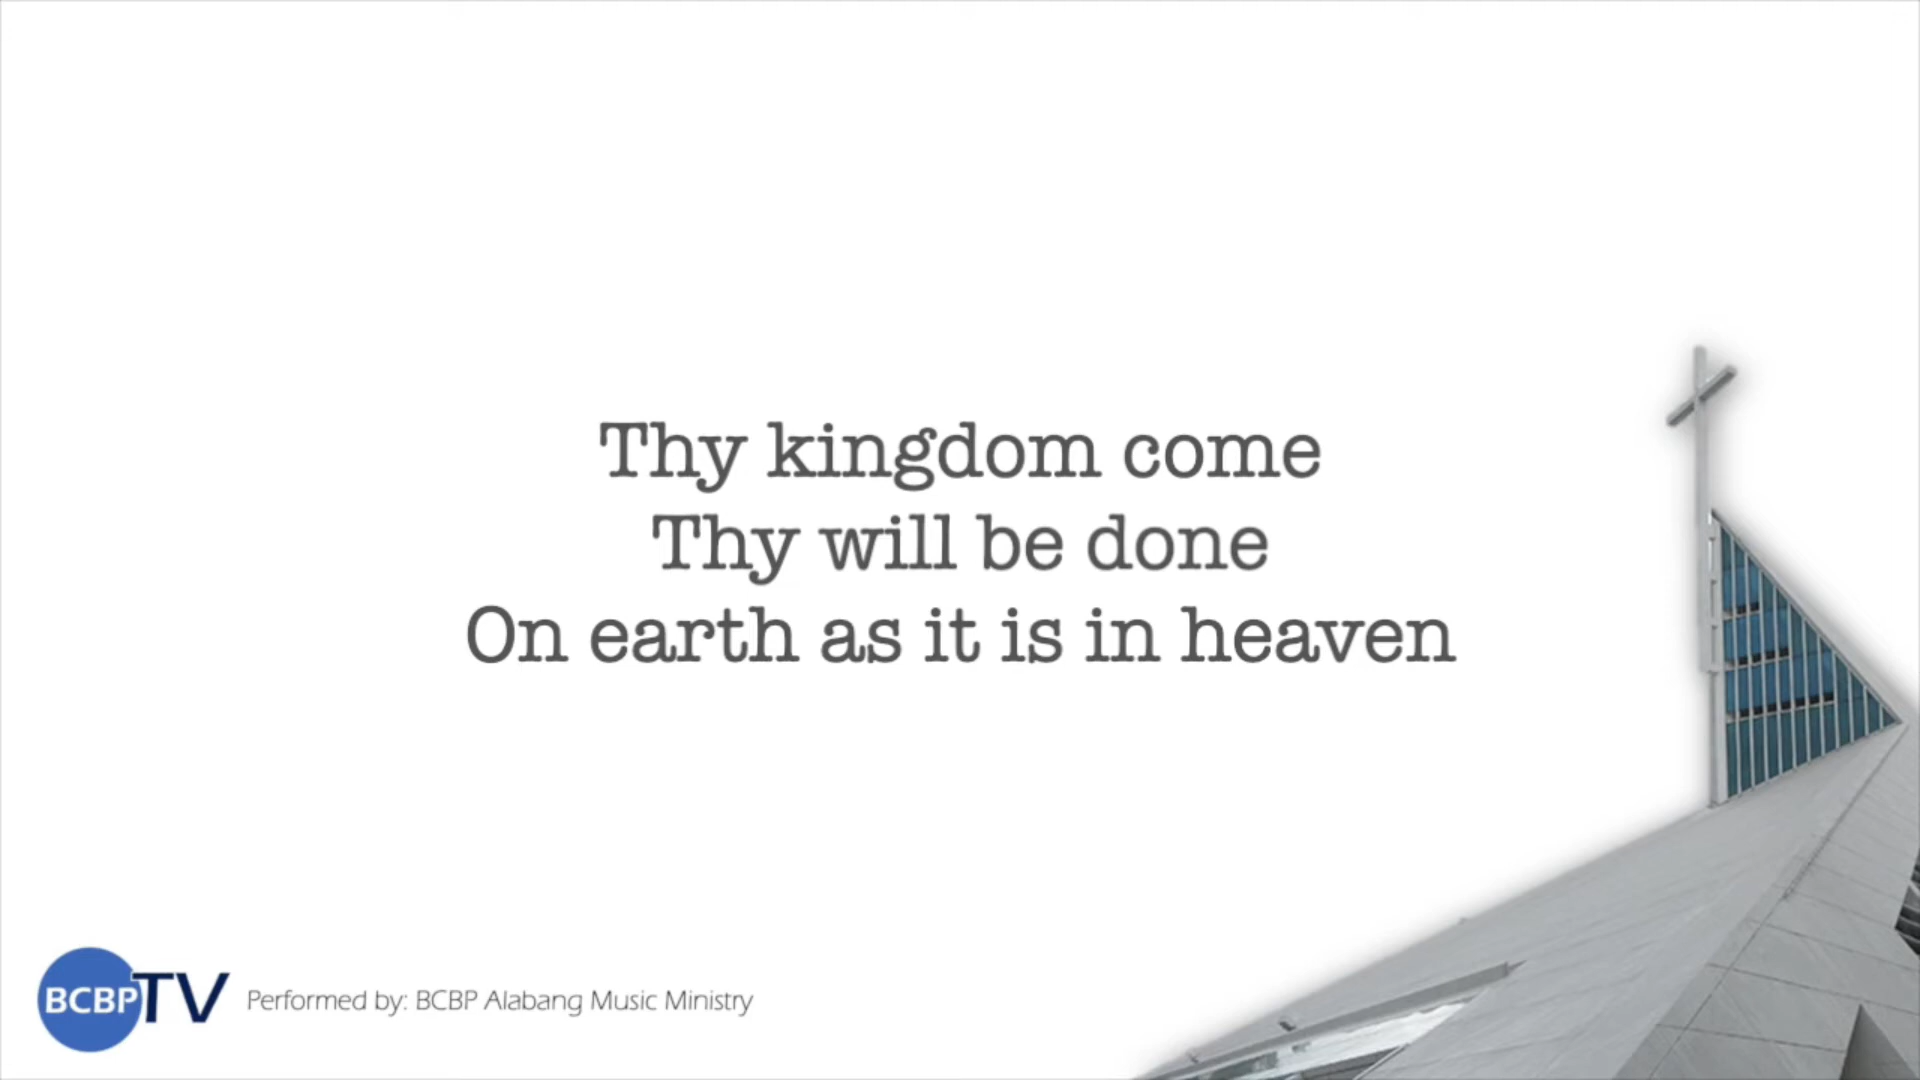 Thy kingdom come
Thy will be done
On earth as it is in heaven
BCBPTV Performed by: BCBP Alabang Music Ministry